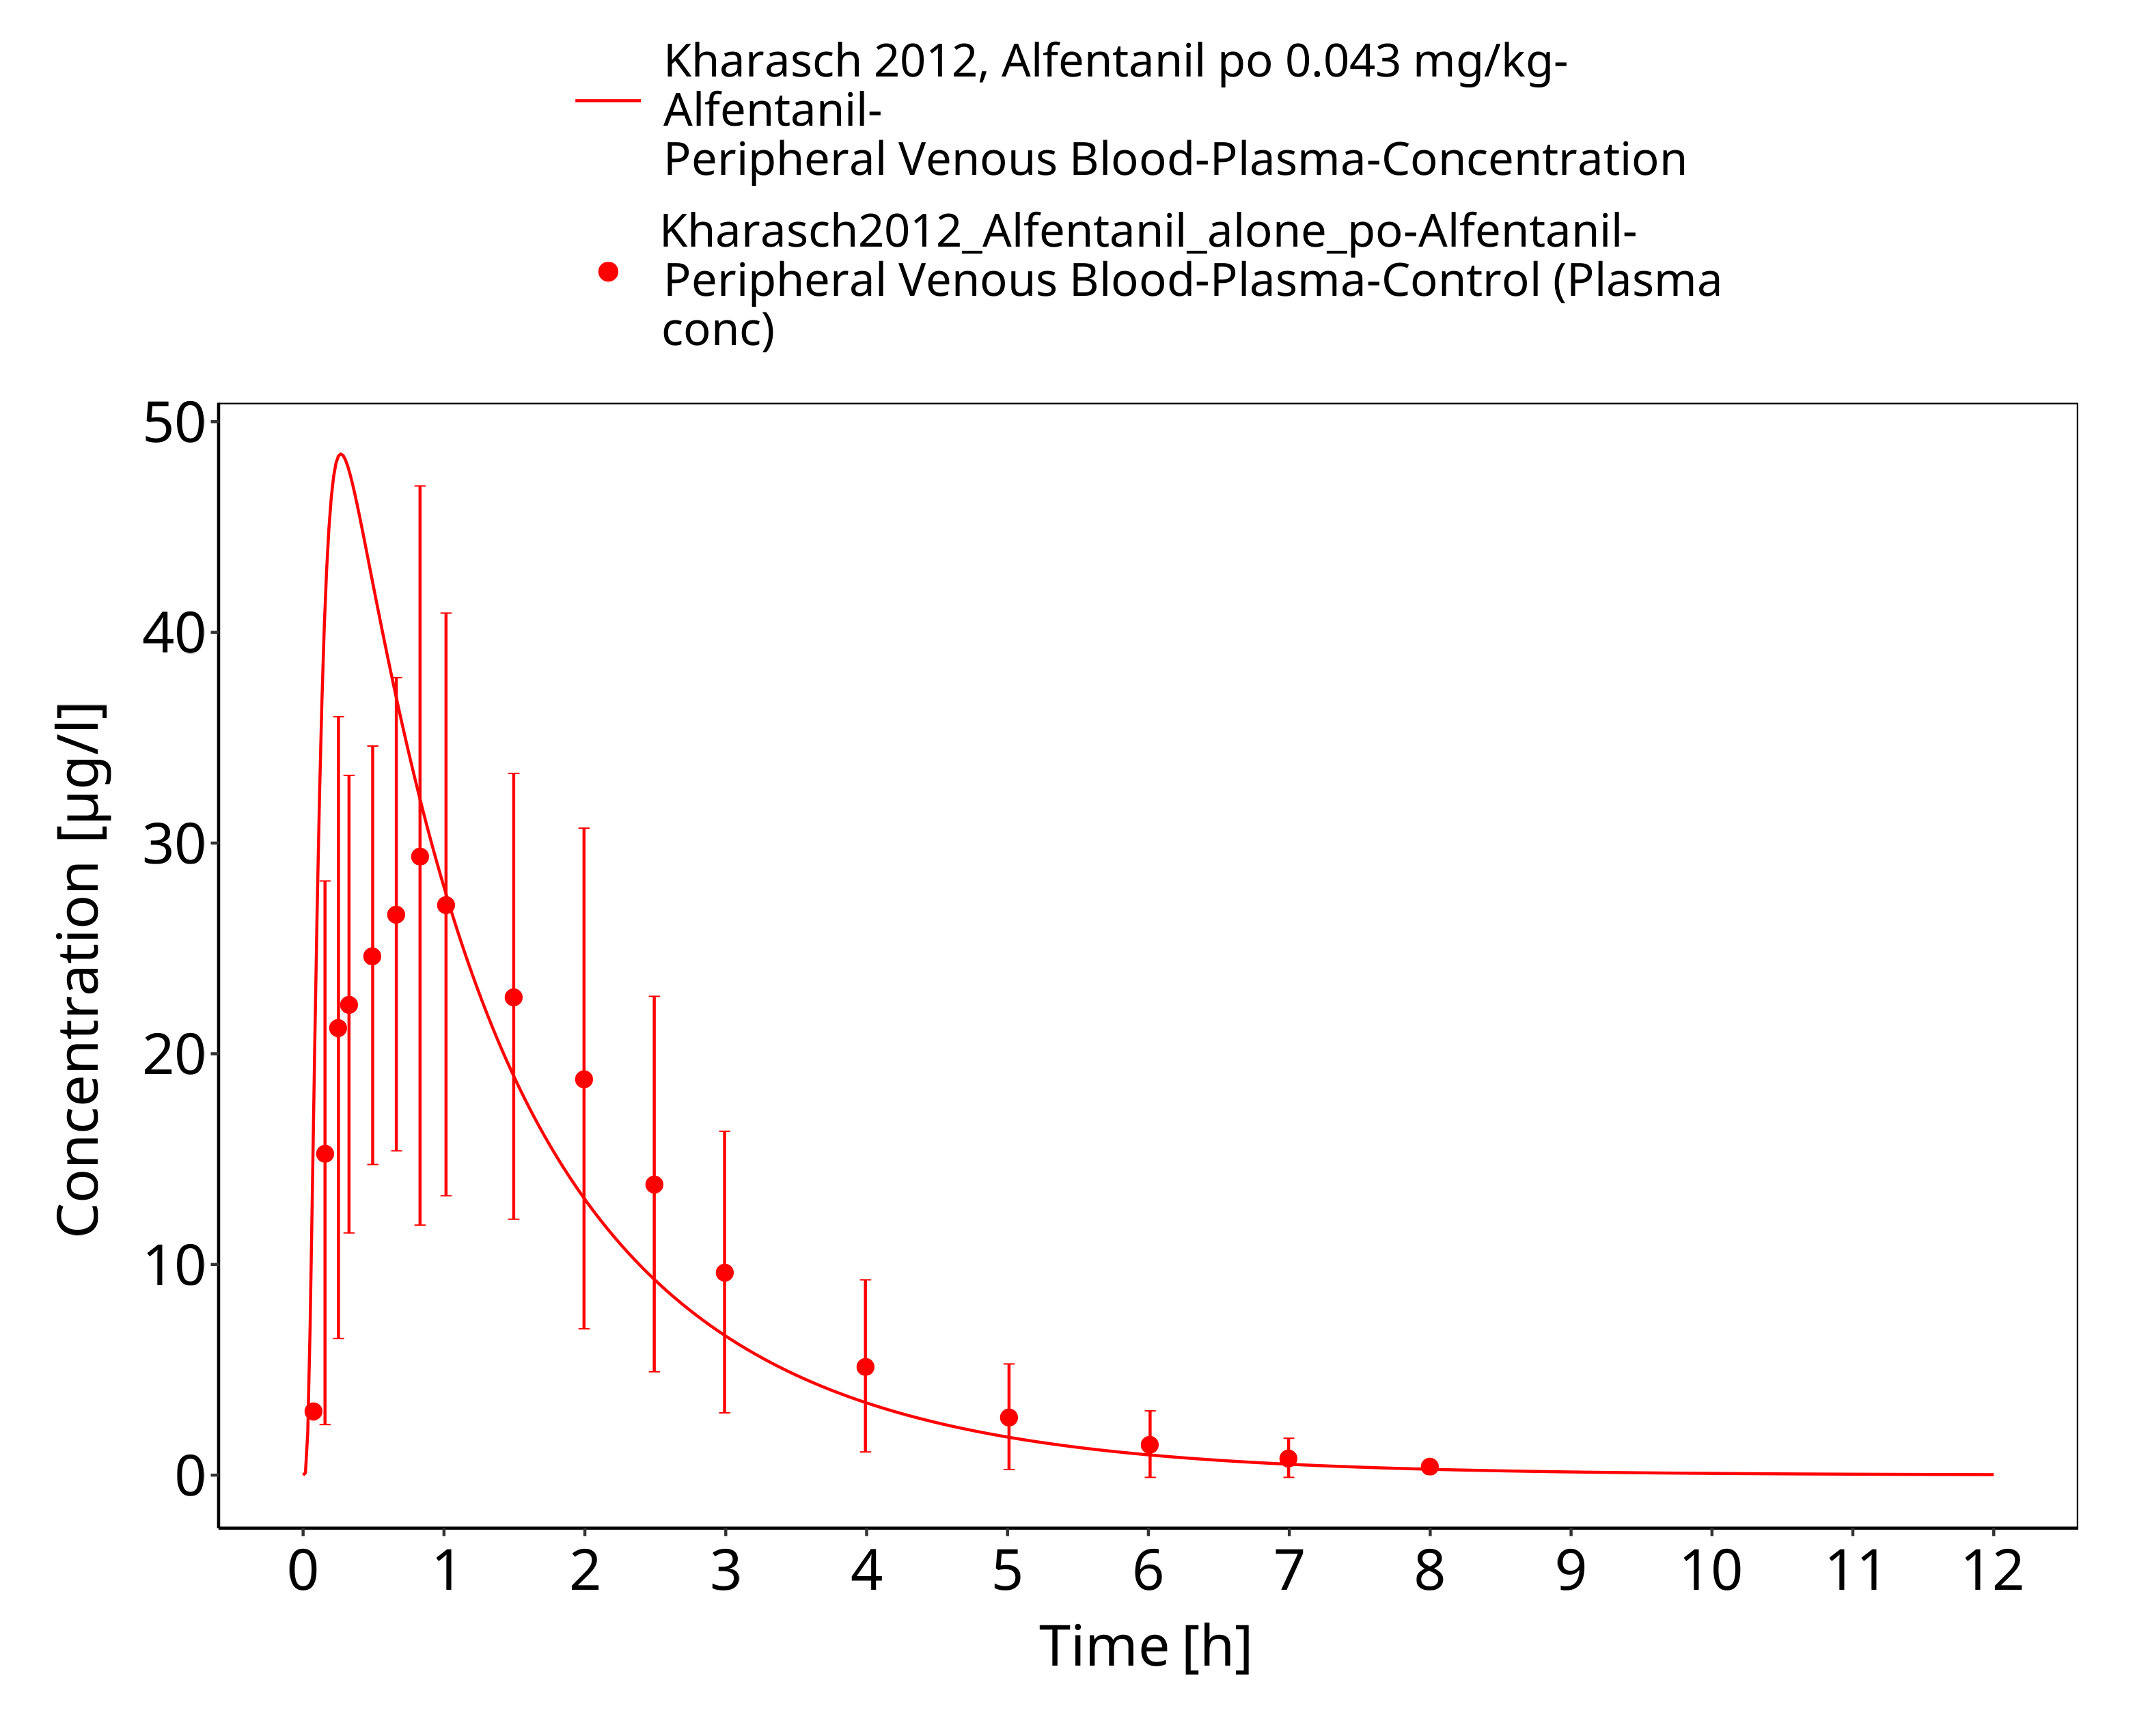 Kharasch 2012, Alfentanil po 0.043 mg/kg-
Alfentanil-
Peripheral Venous Blood-Plasma-Concentration
Kharasch2012_Alfentanil_alone_po-Alfentanil-
Peripheral Venous Blood-Plasma-Control (Plasma
conc)
50
40
30
20
10
0
Concentration [µg/l]
0 1 2 3 4 5 6 7 8 9 10 11 12
Time [h]